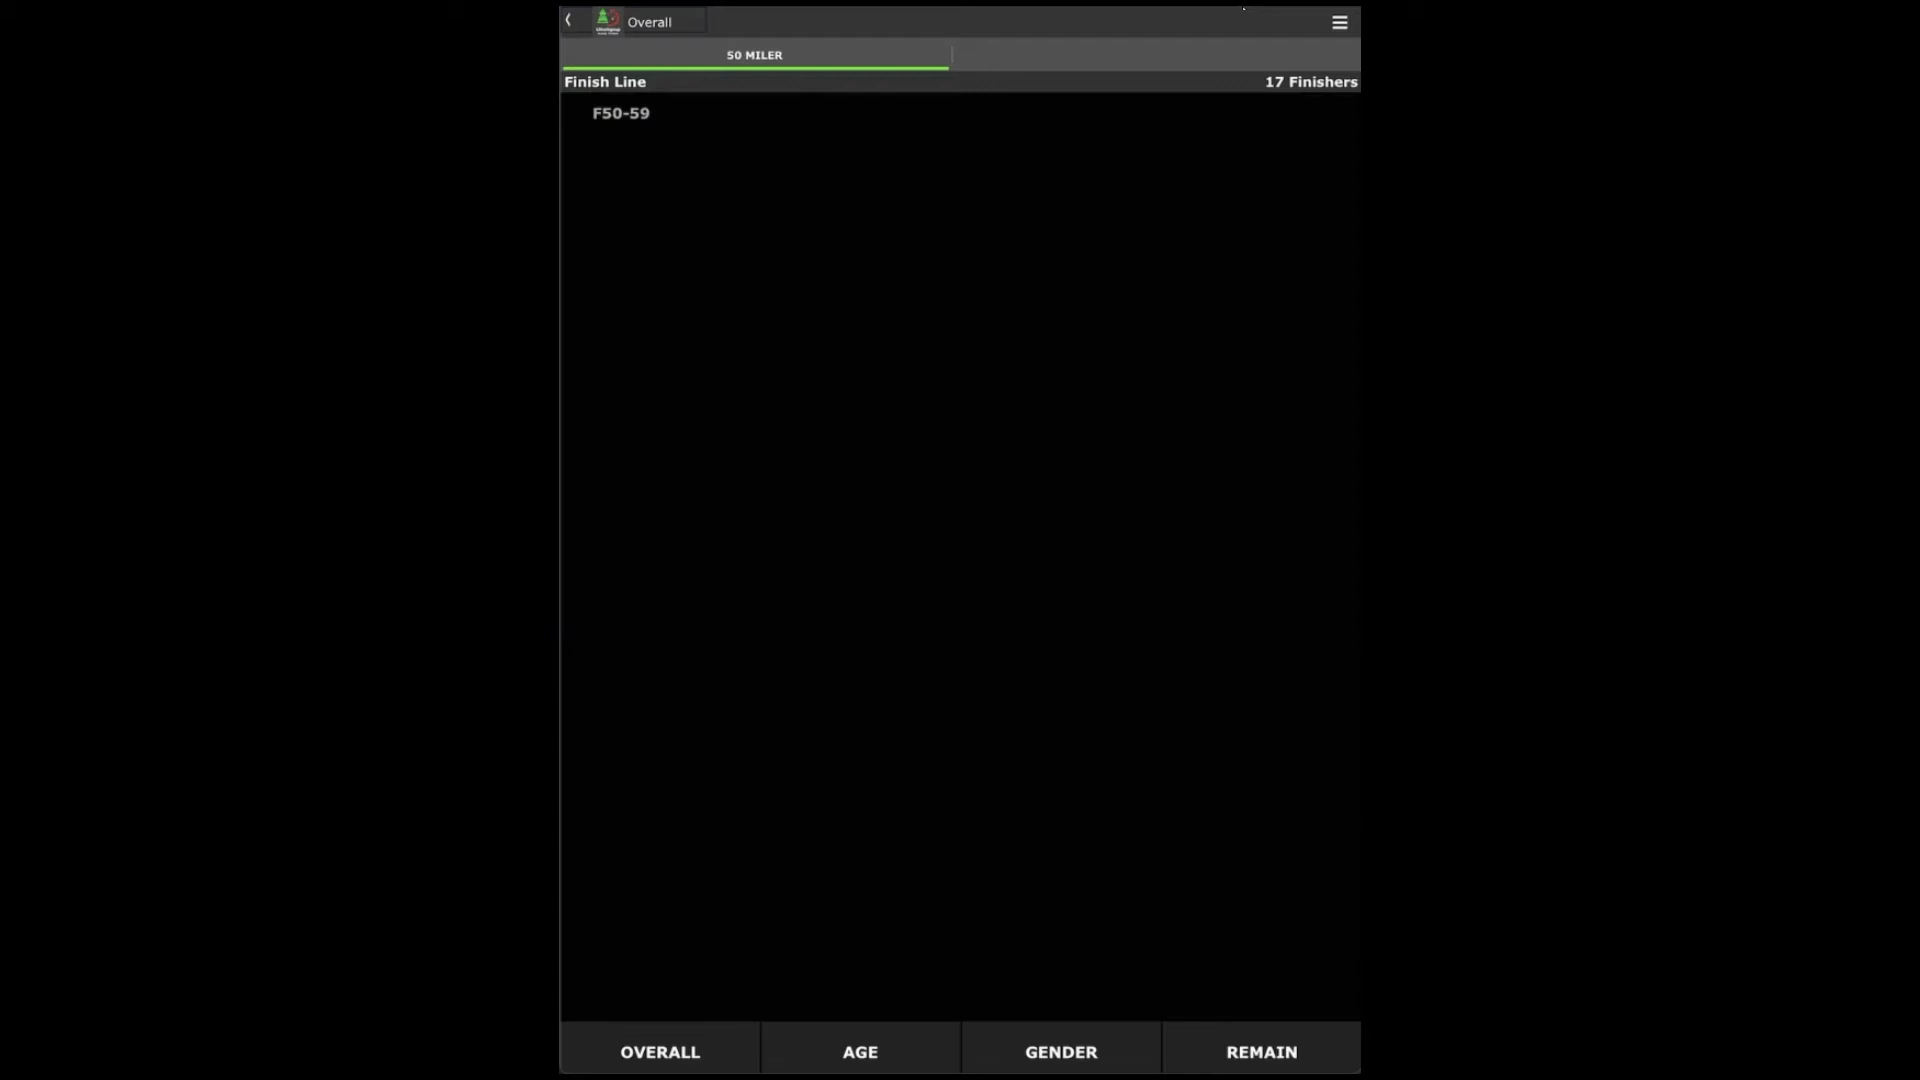 Overall
50 MILER
Finish Line 17 Finishers
F50-59
OVERALL AGE GENDER REMAIN